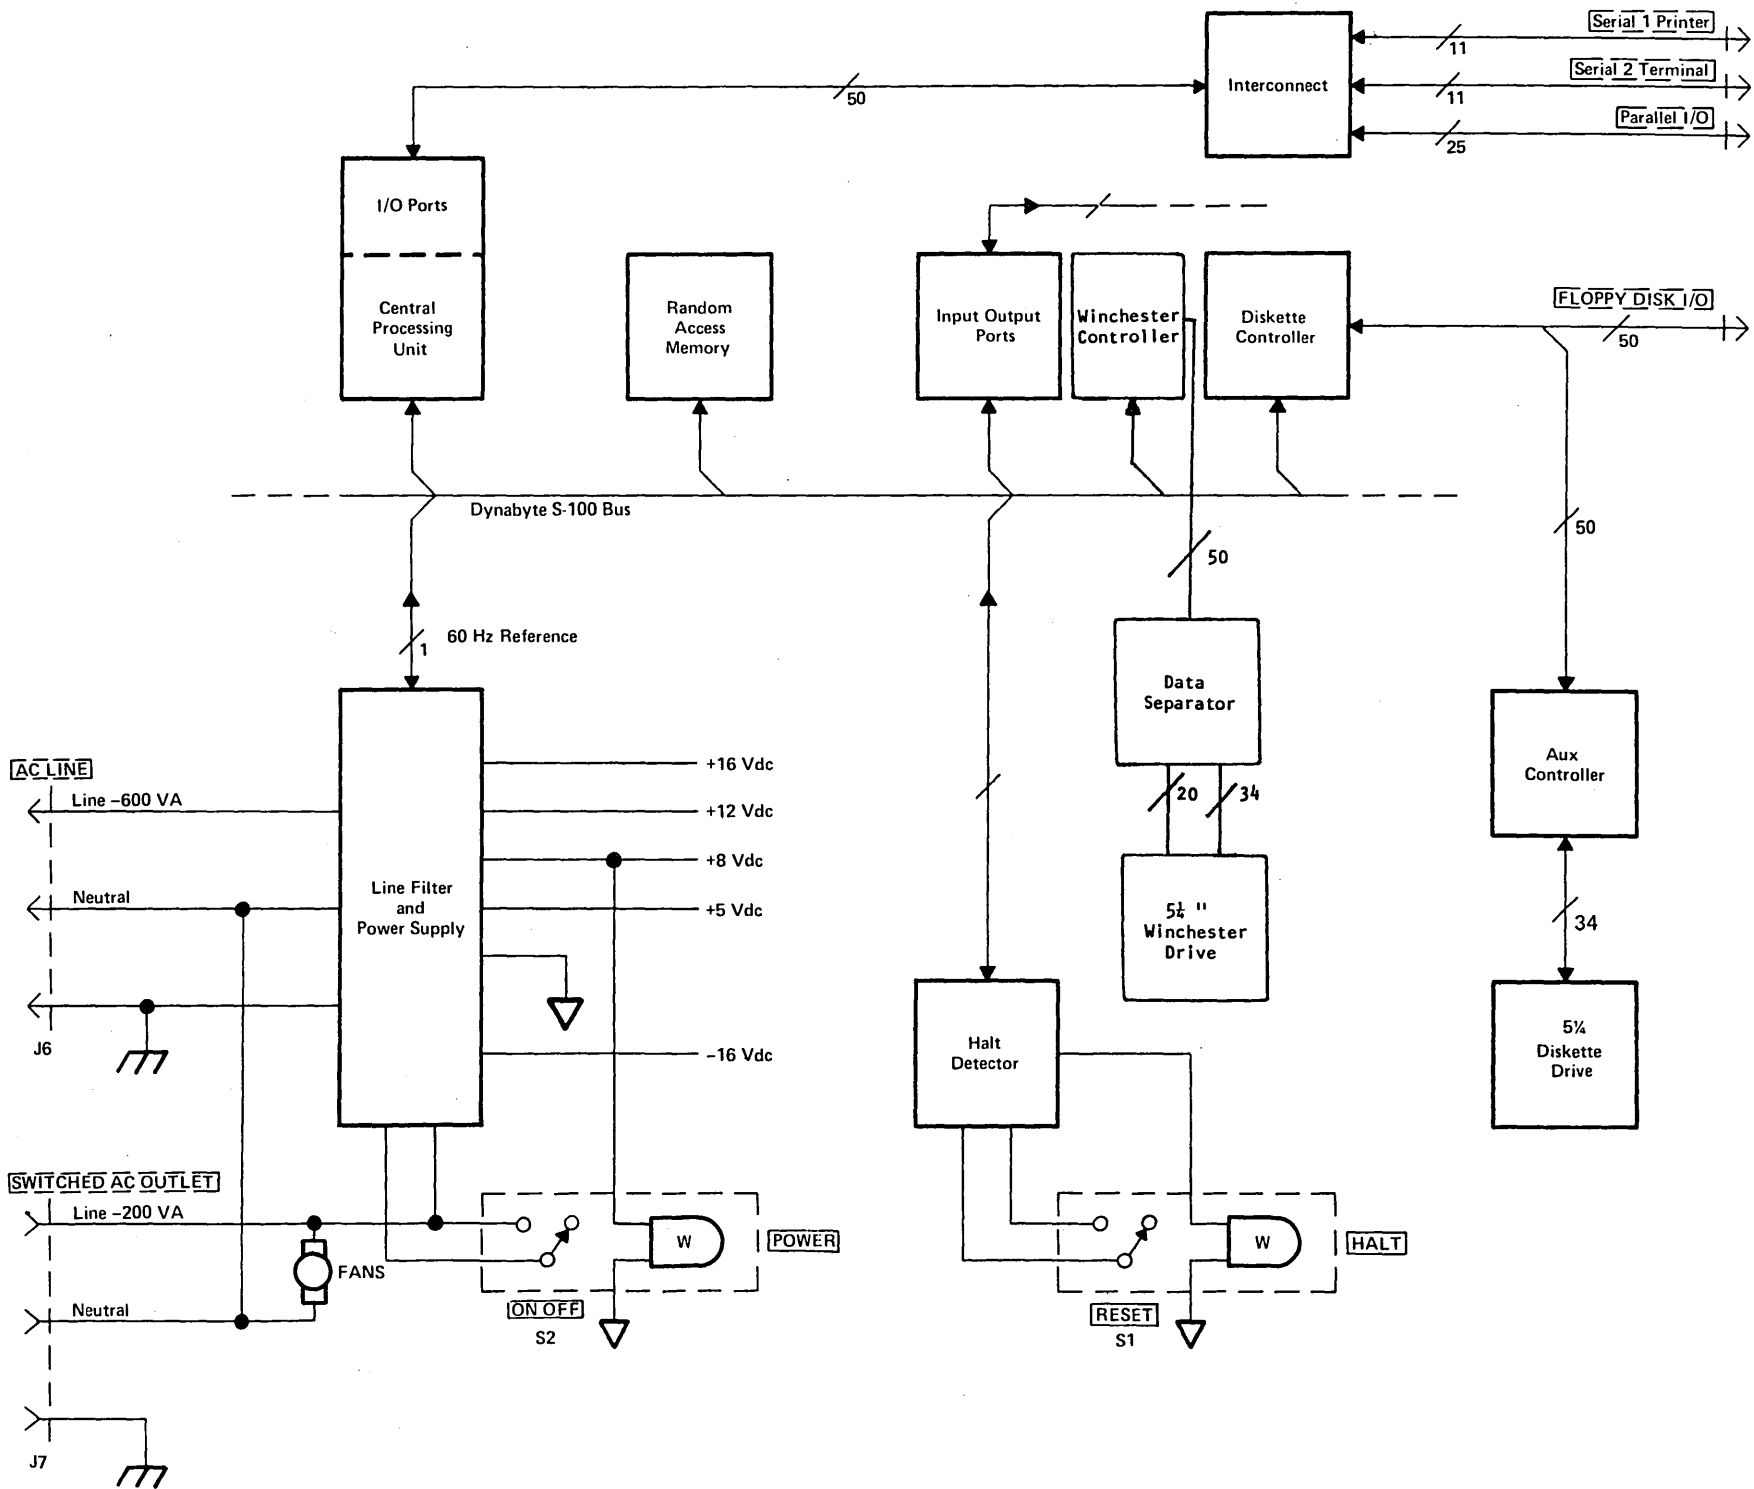 Serial 1 Printer
11
Serial 2 Terminal
11
Parallel I/O
25
Interconnect
50
I/O Ports
Central
Processing
Unit
Random
Access
Memory
Input Output
Ports
Winchester
Controller
Diskette
Controller
FLOPPY DISK I/O
50
Dynabyte S-100 Bus
50
50
1
60 Hz Reference
Data
Separator
20
34
5¼ "
Winchester
Drive
Aux
Controller
34
5¼
Diskette
Drive
AC LINE
Line –600 VA
Neutral
J6
Line Filter
and
Power Supply
+16 Vdc
+12 Vdc
+8 Vdc
+5 Vdc
–16 Vdc
Halt
Detector
SWITCHED AC OUTLET
Line –200 VA
FANS
Neutral
J7
W
POWER
ON OFF
S2
W
HALT
RESET
S1